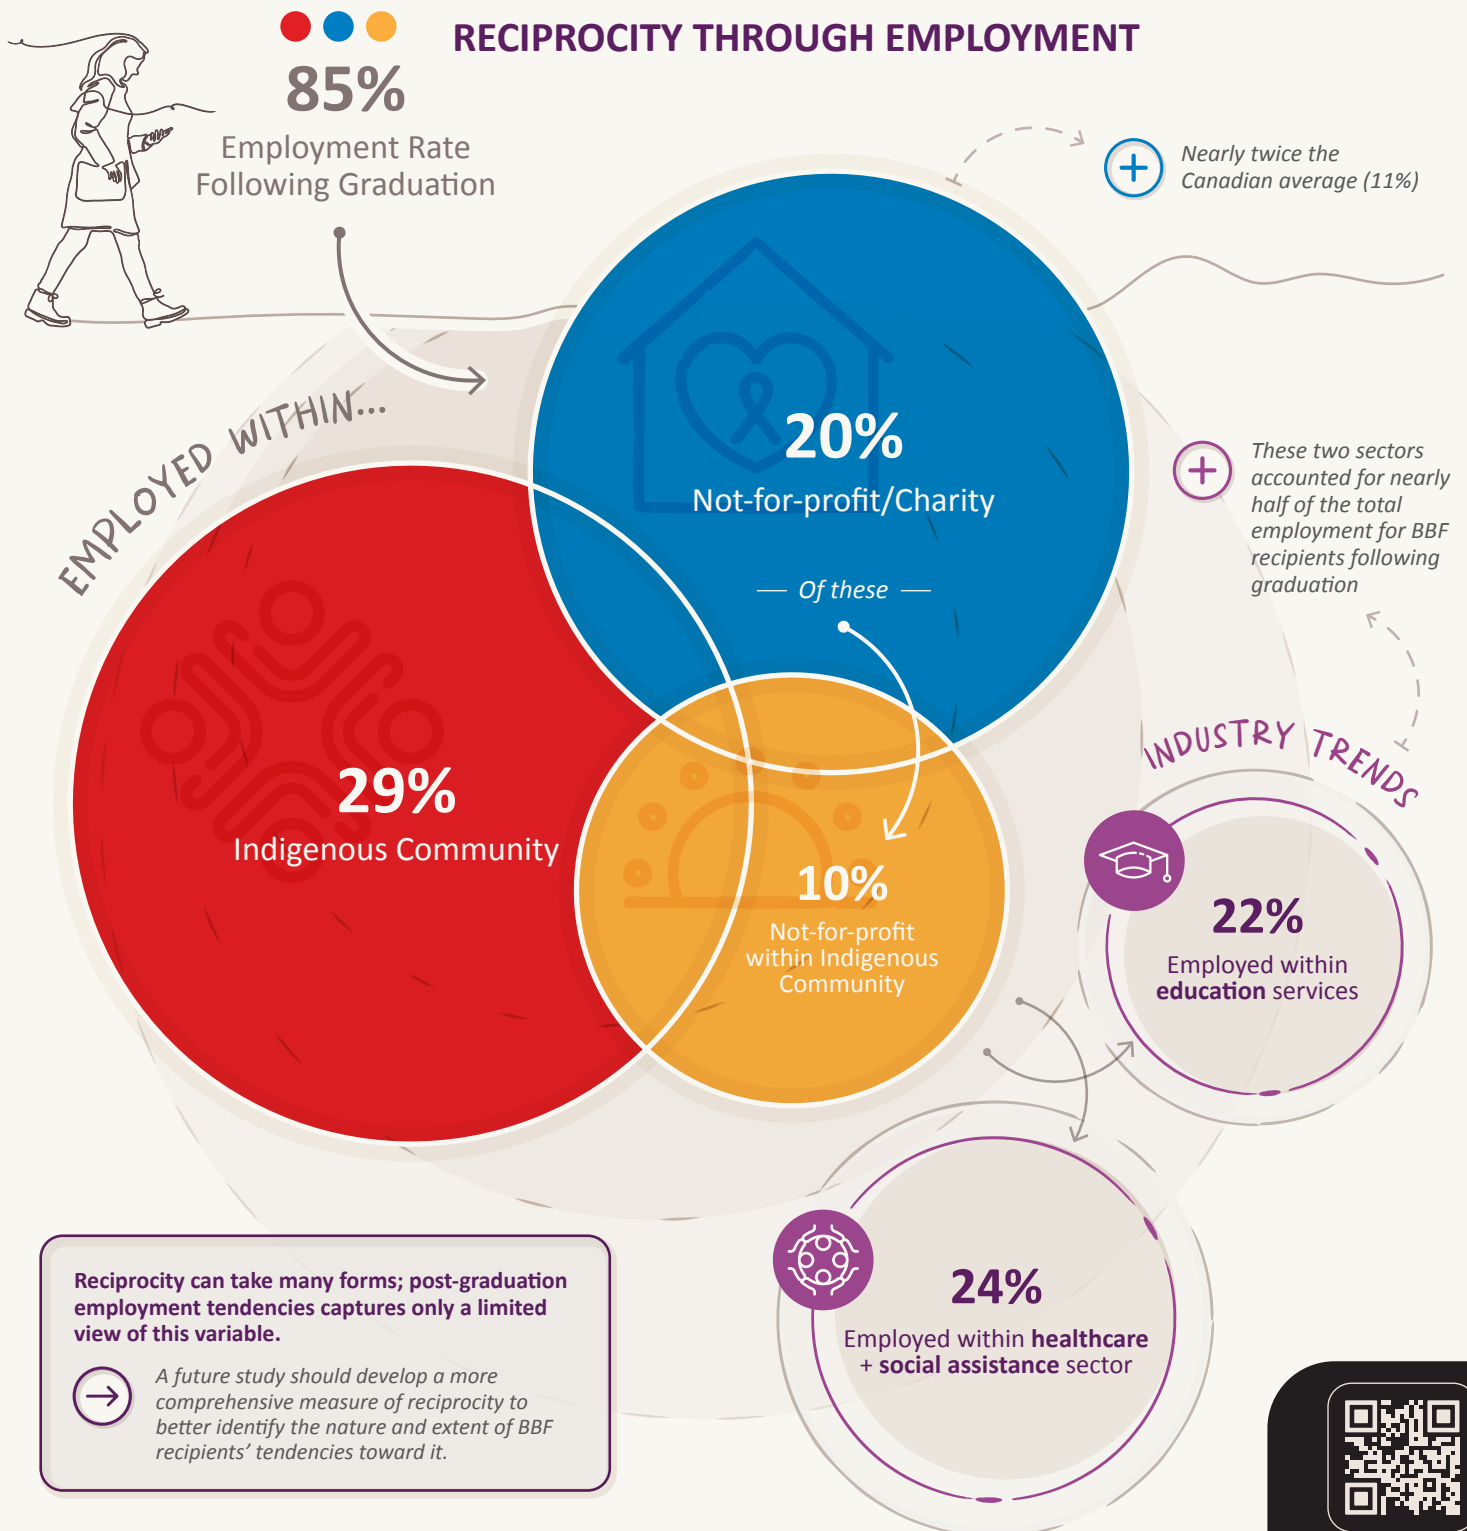 RECIPROCITY THROUGH EMPLOYMENT
85%
Employment Rate
Following Graduation
Nearly twice the
Canadian average (11%)
EMPLOYED WITHIN...
20%
Not-for-profit/Charity
Of these
These two sectors
accounted for nearly
half of the total
employment for BBF
recipients following
graduation
29%
Indigenous Community
10%
Not-for-profit
within Indigenous
Community
INDUSTRY TRENDS
22%
Employed within
education services
24%
Employed within healthcare
+ social assistance sector
Reciprocity can take many forms; post-graduation
employment tendencies captures only a limited
view of this variable.
A future study should develop a more
comprehensive measure of reciprocity to
better identify the nature and extent of BBF
recipients’ tendencies toward it.